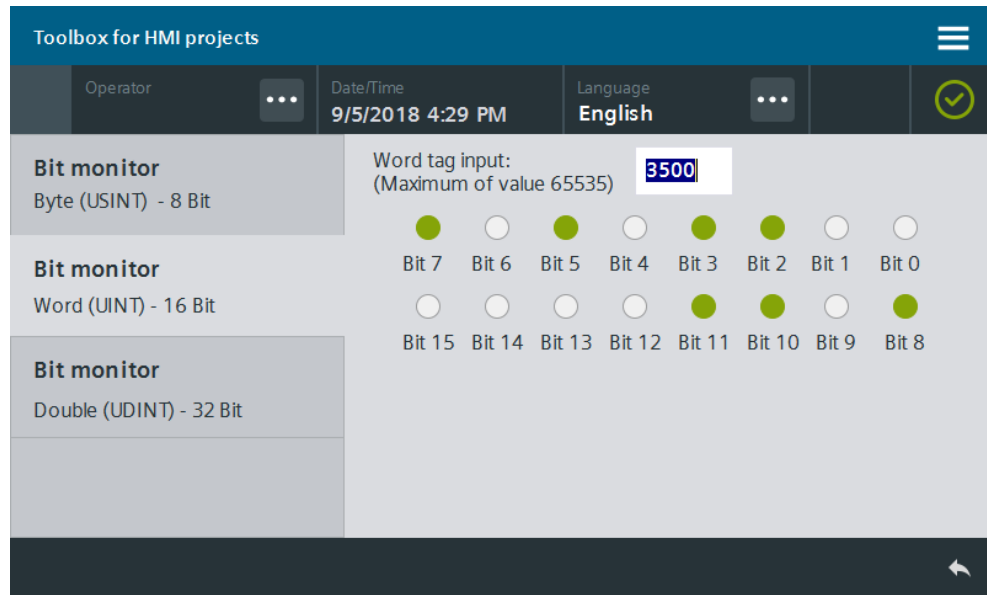 Toolbox for HMI projects
Operator
Date/Time
9/5/2018 4:29 PM
Language
English
Bit monitor
Byte (USINT) - 8 Bit
Bit monitor
Word (UINT) - 16 Bit
Bit monitor
Double (UDINT) - 32 Bit
Word tag input:
(Maximum of value 65535)
3500
Bit 7 Bit 6 Bit 5 Bit 4 Bit 3 Bit 2 Bit 1 Bit 0
Bit 15 Bit 14 Bit 13 Bit 12 Bit 11 Bit 10 Bit 9 Bit 8